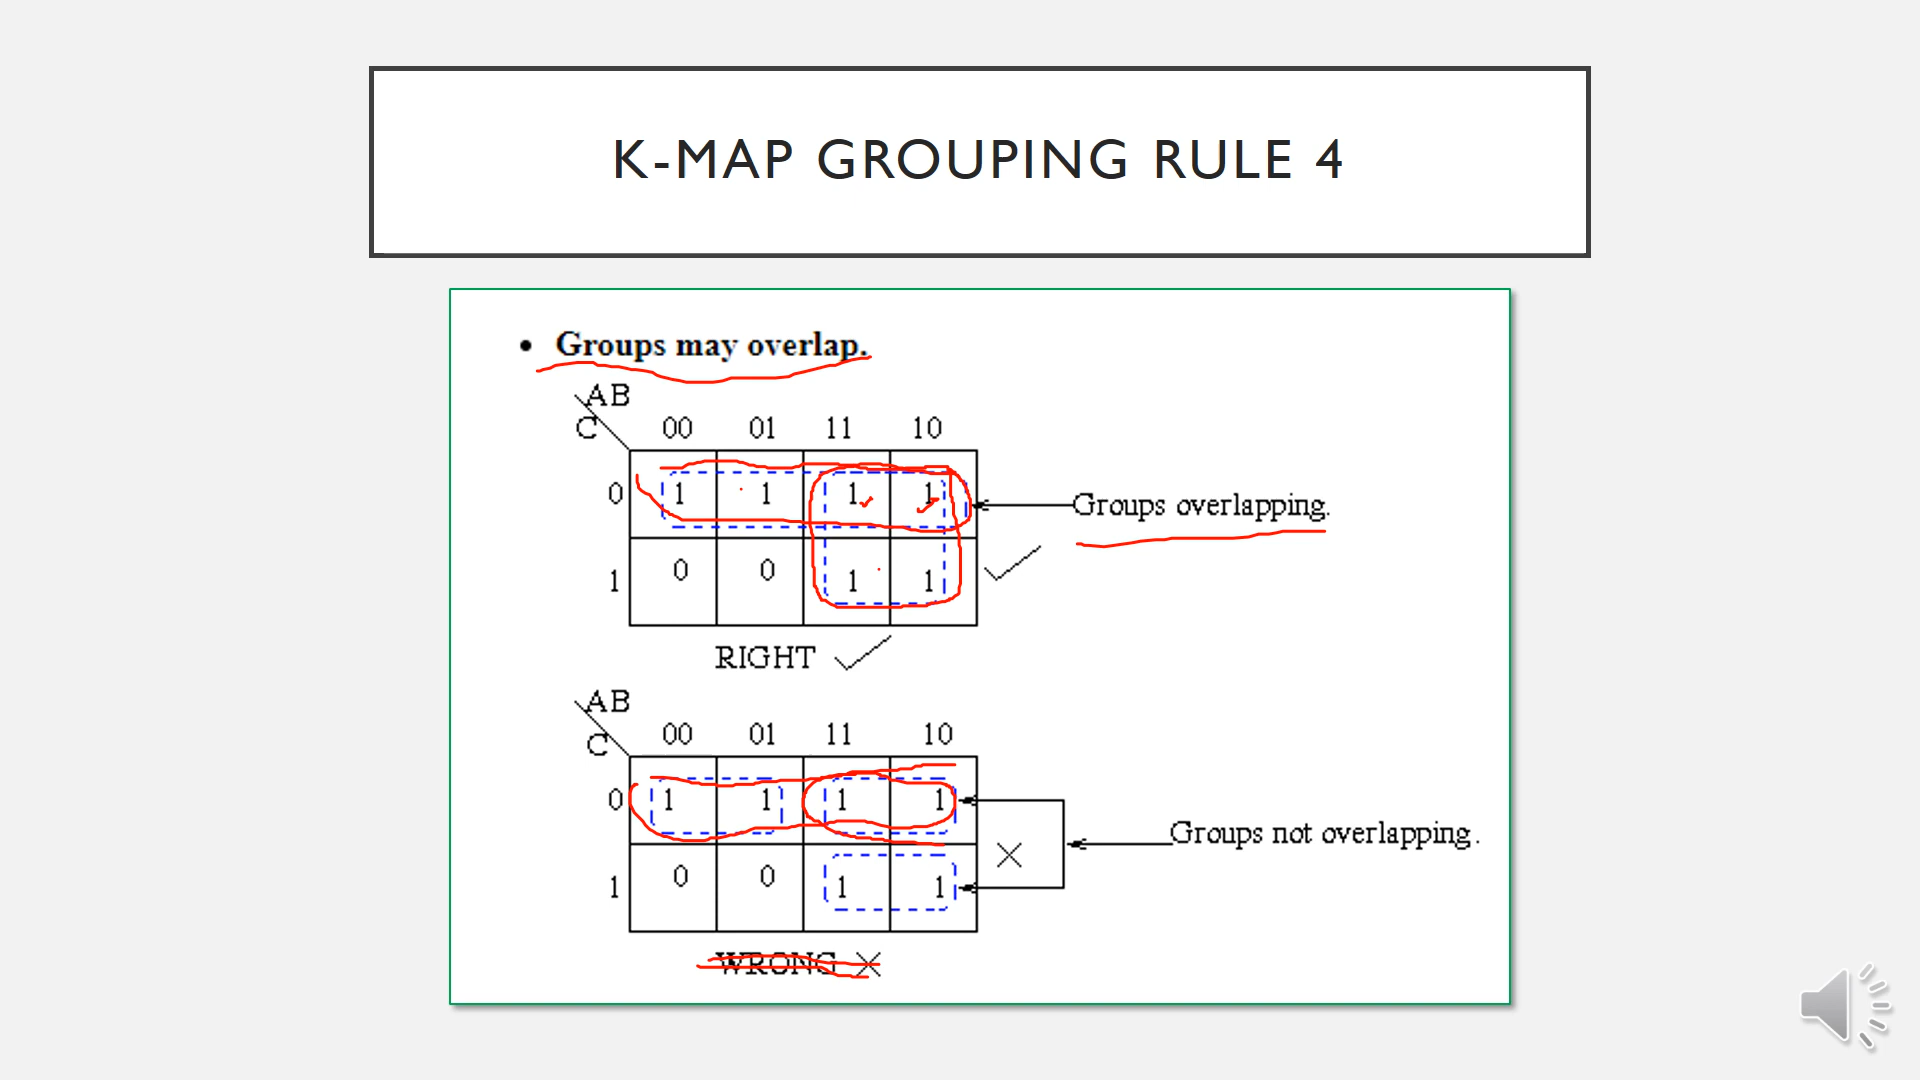 K-MAP GROUPING RULE 4
• Groups may overlap.
AB
C 00 01 11 10
0 1 1 1 1 Groups overlapping.
1 0 0 1 1
RIGHT
AB
C 00 01 11 10
0 1 1 1 1
Groups not overlapping.
1 0 0 1 1
WRONG